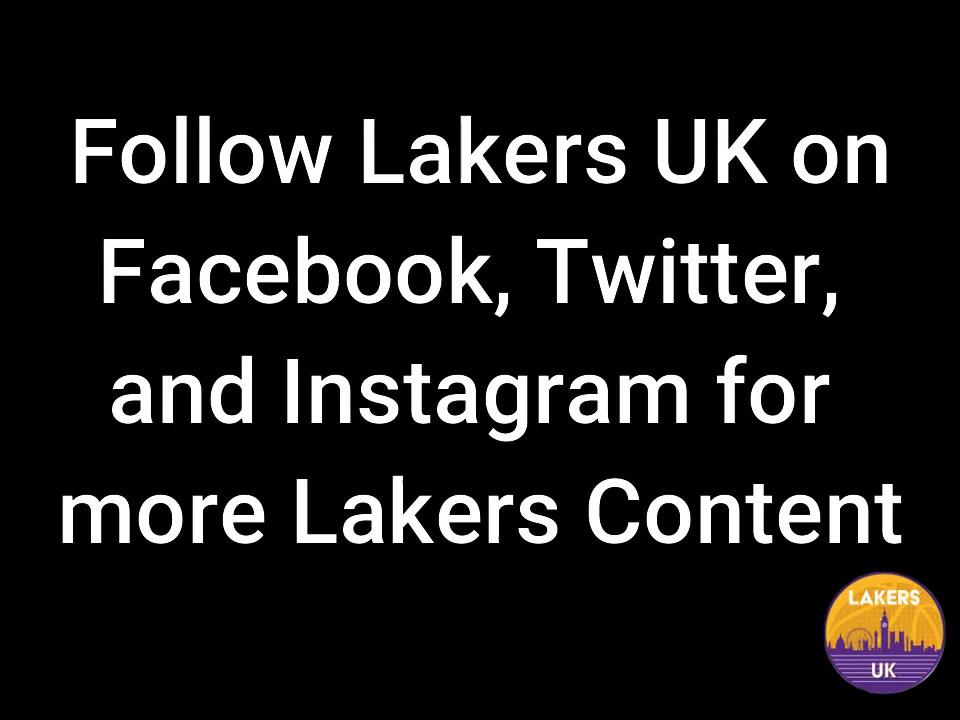 Follow Lakers UK on
Facebook, Twitter,
and Instagram for
more Lakers Content
LAKERS
UK